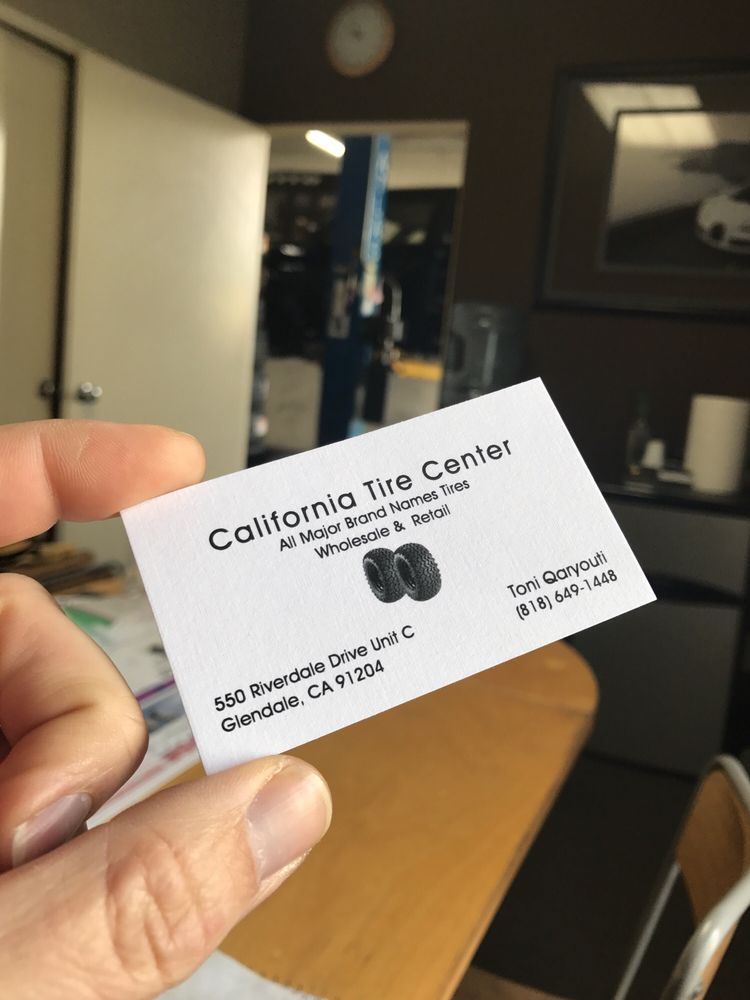 California Tire Center
All Major Brand Names Tires
Wholesale & Retail
Toni Qaryouti
(818) 649-1448
550 Riverdale Drive Unit C
Glendale, CA 91204